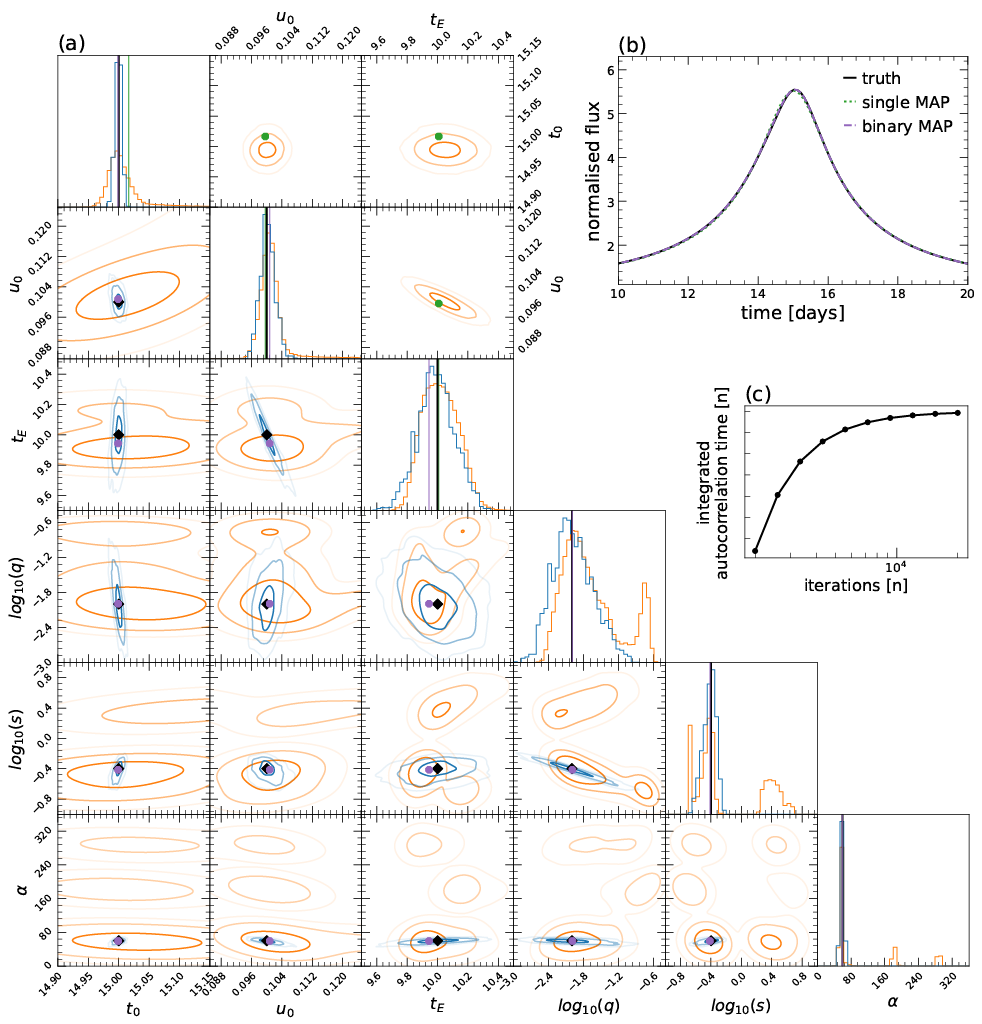 (a)
u0
tE
0.088 0.096 0.104 0.112 0.120
9.6 9.8 10.0 10.2 10.4
15.15
15.10
15.05
15.00
14.95
14.90
t0
(b)
6
5
4
3
2
normalised flux
truth
single MAP
binary MAP
10 12 14 16 18 20
time [days]
u0
0.120
0.112
0.104
0.096
0.088
0.120
0.112
0.104
0.096
0.088
u0
tE
10.4
10.2
10.0
9.8
9.6
(c)
integrated
autocorrelation time [n]
10⁴
iterations [n]
log10(q)
−0.6
−1.2
−1.8
−2.4
−3.0
log10(s)
0.8
0.4
0.0
−0.4
−0.8
α
320
240
160
80
0
14.90 14.95 15.00 15.05 15.10 15.15
0.088 0.096 0.104 0.112 0.120
9.6 9.8 10.0 10.2 10.4
−3.0 −2.4 −1.8 −1.2 −0.6
−0.8 −0.4 0.0 0.4 0.8
0 80 160 240 320
t0
u0
tE
log10(q)
log10(s)
α